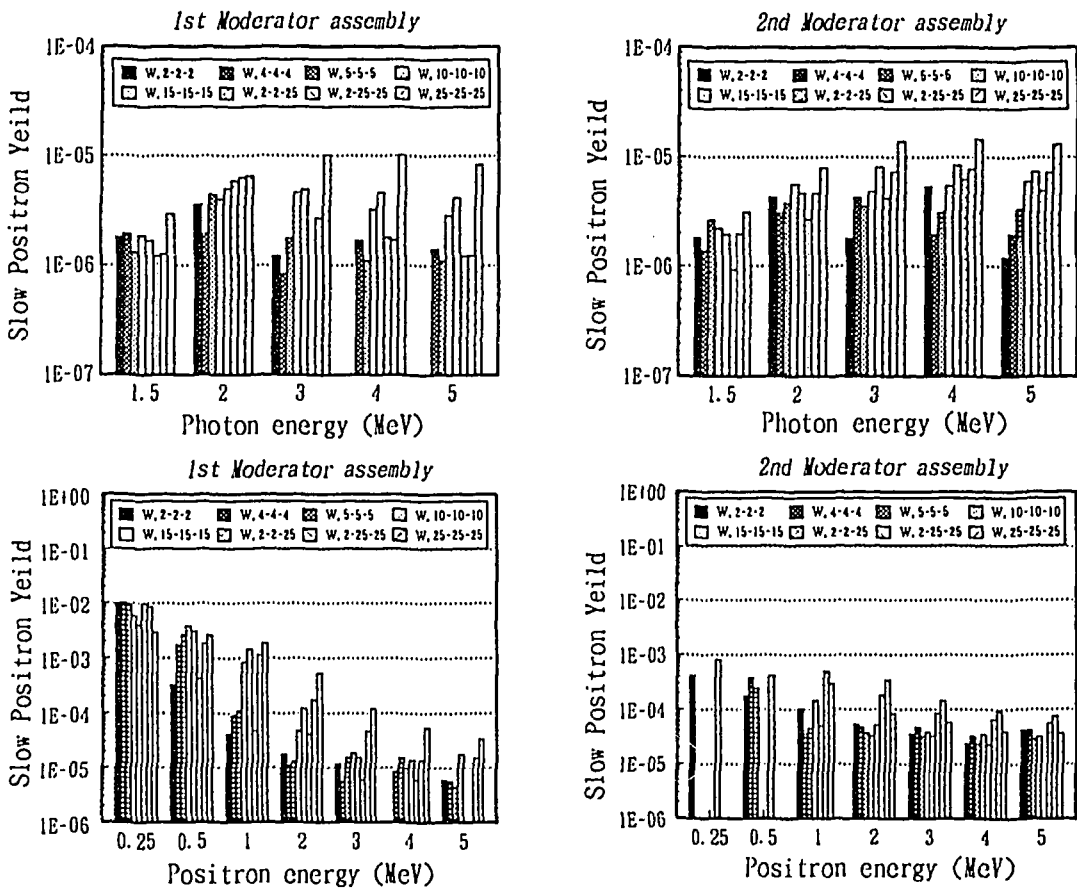 1st Moderator assembly
1E-04
1E-05
1E-06
1E-07
Slow Positron Yeild
W, 2-2-2 W, 4-4-4 W, 5-5-5 W, 10-10-10
W, 15-15-15 W, 2-2-25 W, 2-25-25 W, 25-25-25
1.5 2 3 4 5
Photon energy (MeV)
2nd Moderator assembly
1E-04
1E-05
1E-06
1E-07
Slow Positron Yeild
W, 2-2-2 W, 4-4-4 W, 5-5-5 W, 10-10-10
W, 15-15-15 W, 2-2-25 W, 2-25-25 W, 25-25-25
1.5 2 3 4 5
Photon energy (MeV)
1st Moderator assembly
1E+00
1E-01
1E-02
1E-03
1E-04
1E-05
1E-06
Slow Positron Yeild
W, 2-2-2 W, 4-4-4 W, 5-5-5 W, 10-10-10
W, 15-15-15 W, 2-2-25 W, 2-25-25 W, 25-25-25
0.25 0.5 1 2 3 4 5
Positron energy (MeV)
2nd Moderator assembly
1E+00
1E-01
1E-02
1E-03
1E-04
1E-05
1E-06
Slow Positron Yeild
W, 2-2-2 W, 4-4-4 W, 5-5-5 W, 10-10-10
W, 15-15-15 W, 2-2-25 W, 2-25-25 W, 25-25-25
0.25 0.5 1 2 3 4 5
Positron energy (MeV)